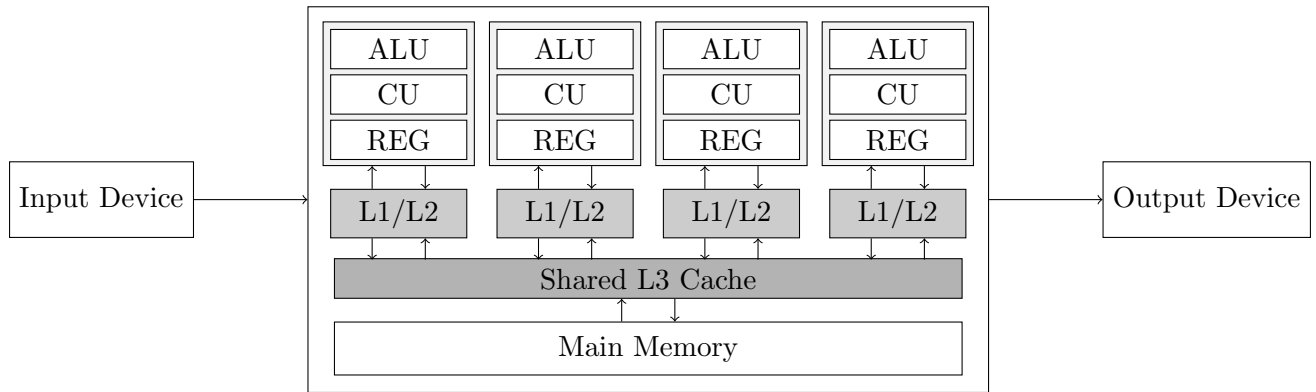 ALU ALU ALU ALU
CU CU CU CU
REG REG REG REG
Input Device
L1/L2 L1/L2 L1/L2 L1/L2
Output Device
Shared L3 Cache
Main Memory